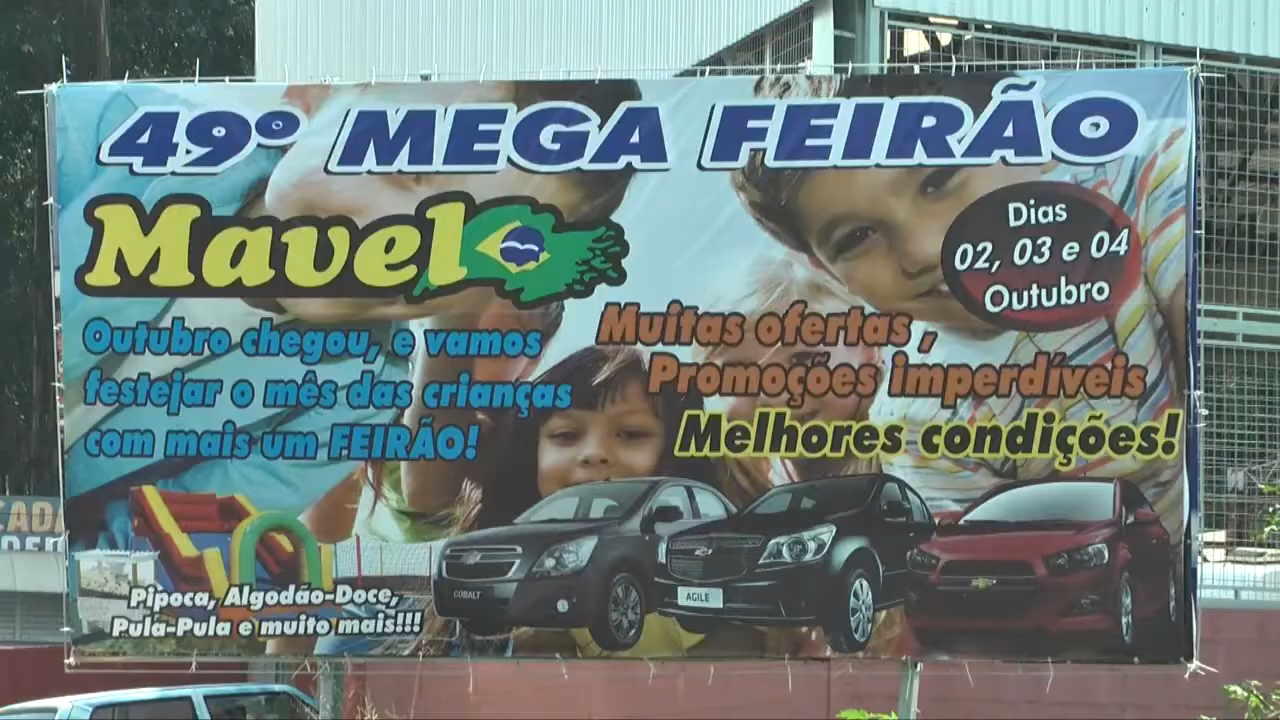 49º MEGA FEIRÃO
Mavel
Dias
02, 03 e 04
Outubro
Outubro chegou, e vamos
festejar o mês das crianças
com mais um FEIRÃO!
Muitas ofertas ,
Promoções imperdíveis
Melhores condições!
Pipoca, Algodão-Doce,
Pula-Pula e muito mais!!!
COBALT
AGILE